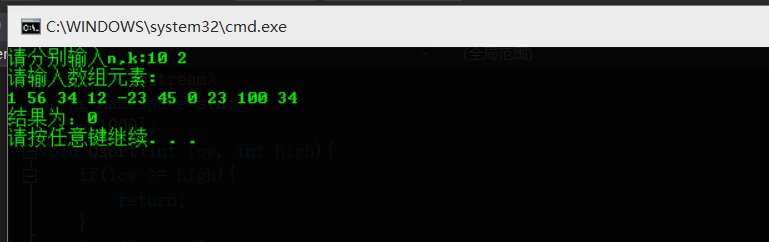 C:\WINDOWS\system32\cmd.exe
请分别输入n,k:10 2
(全局范围)
请输入数组元素:
1 56 34 12 -23 45 0 23 100 34
结果为：0
请按任意键继续. . .
Qsort(int low, int high){
if(low >= high){
return;
}